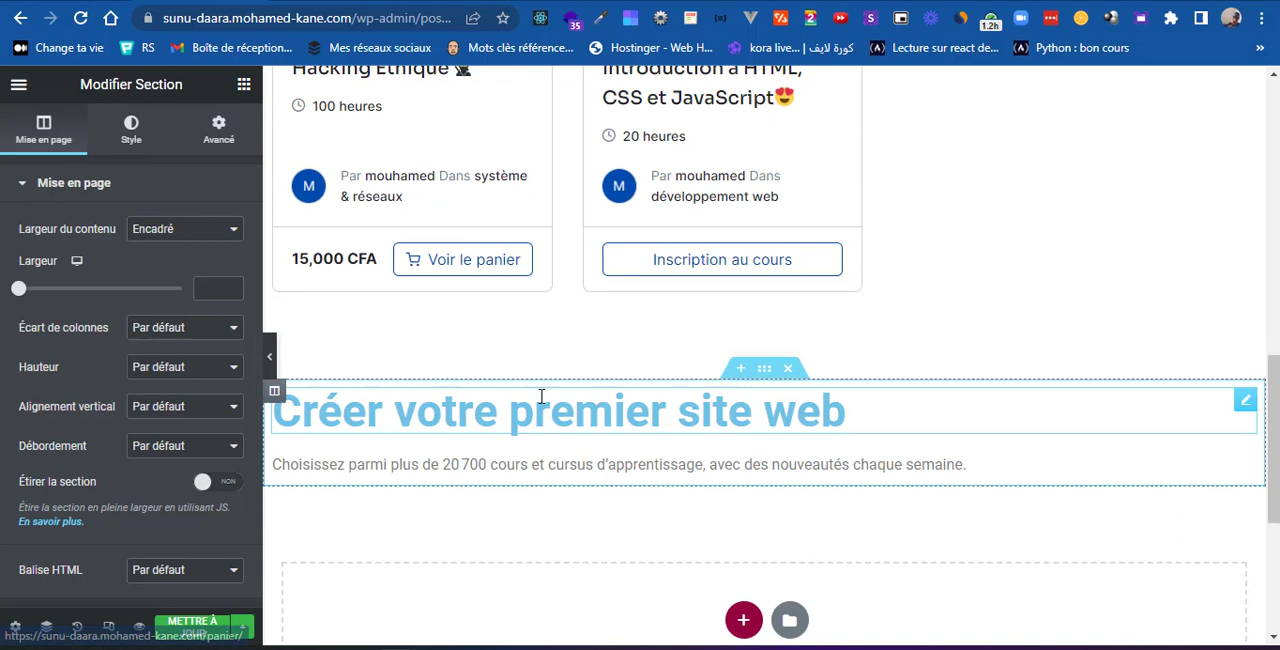 sunu-daara.mohamed-kane.com/wp-admin/pos...
35
2
1.2h
Change ta vie
RS
Boîte de réception...
Mes réseaux sociaux
Mots clés référence...
Hostinger - Web H...
kora live... | كورة لايف
Lecture sur react de...
Python : bon cours
»
Modifier Section
Mise en page
Style
Avancé
Mise en page
Largeur du contenu
Encadré
Largeur
Écart de colonnes
Par défaut
Hauteur
Par défaut
Alignement vertical
Par défaut
Débordement
Par défaut
Étirer la section
NON
Étire la section en pleine largeur en utilisant JS.
En savoir plus.
Balise HTML
Par défaut
METTRE À
JOUR
https://sunu-daara.mohamed-kane.com/panier/
Hacking Ethique
100 heures
M
Par mouhamed Dans système
& réseaux
15,000 CFA
Voir le panier
Introduction à HTML,
CSS et JavaScript😍
20 heures
M
Par mouhamed Dans
développement web
Inscription au cours
Créer votre premier site web
Choisissez parmi plus de 20 700 cours et cursus d’apprentissage, avec des nouveautés chaque semaine.